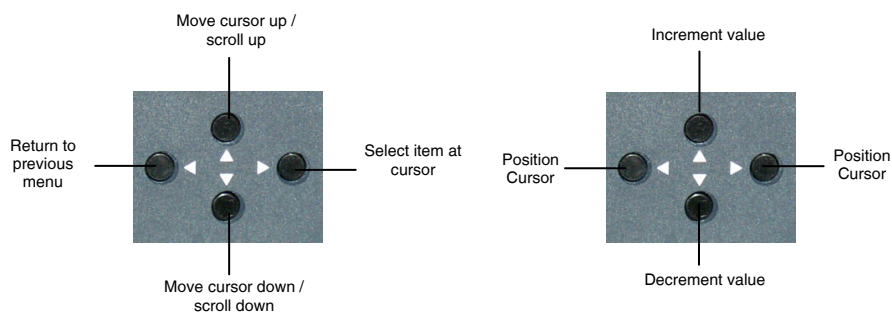 Move cursor up /
scroll up
Return to
previous
menu
Select item at
cursor
Move cursor down /
scroll down
Increment value
Position
Cursor
Position
Cursor
Decrement value